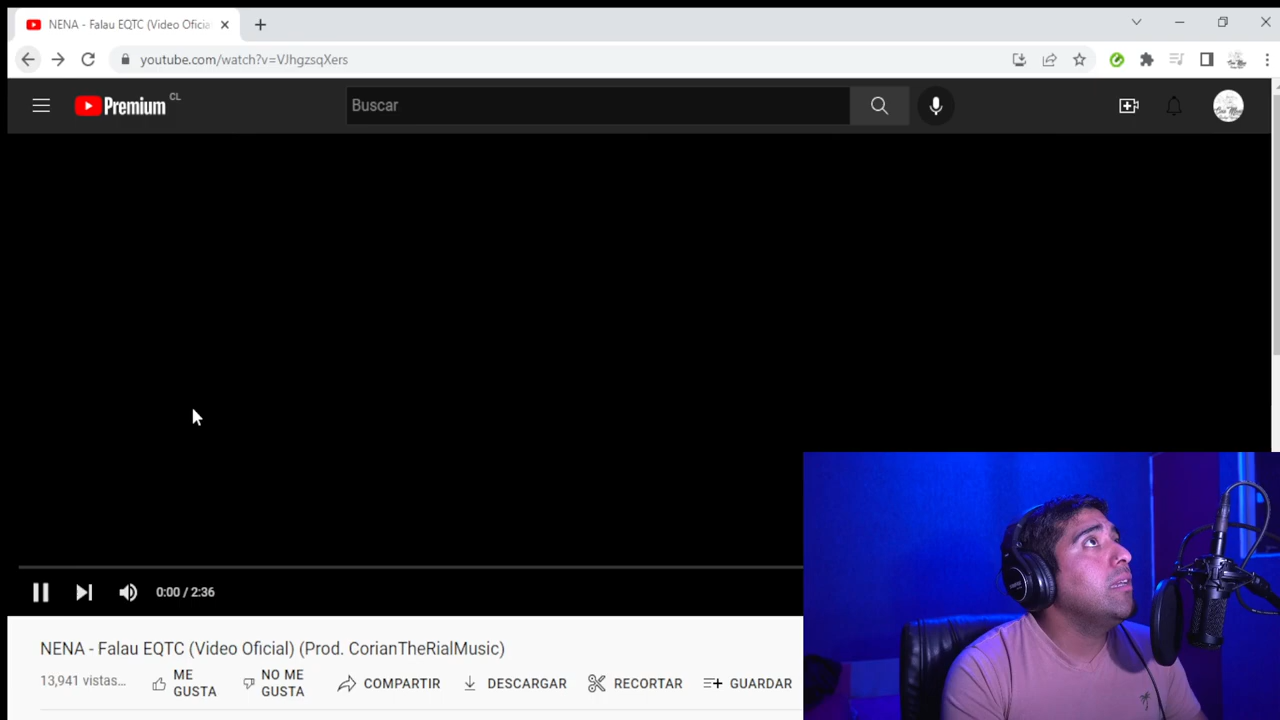 NENA - Falau EQTC (Video Oficia
youtube.com/watch?v=VJhgzsqXers
Premium CL
Buscar
0:00 / 2:36
NENA - Falau EQTC (Video Oficial) (Prod. CorianTheRialMusic)
13,941 vistas...
ME
GUSTA
NO ME
GUSTA
COMPARTIR
DESCARGAR
RECORTAR
GUARDAR